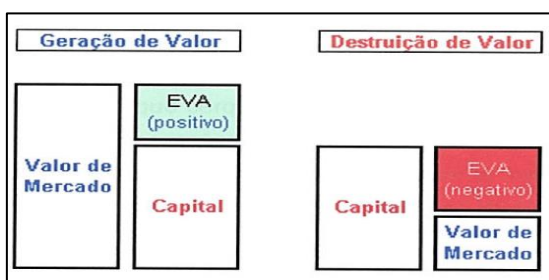 Geração de Valor
Destruição de Valor
Valor de
Mercado
EVA
(positivo)
Capital
Capital
EVA
(negativo)
Valor de
Mercado